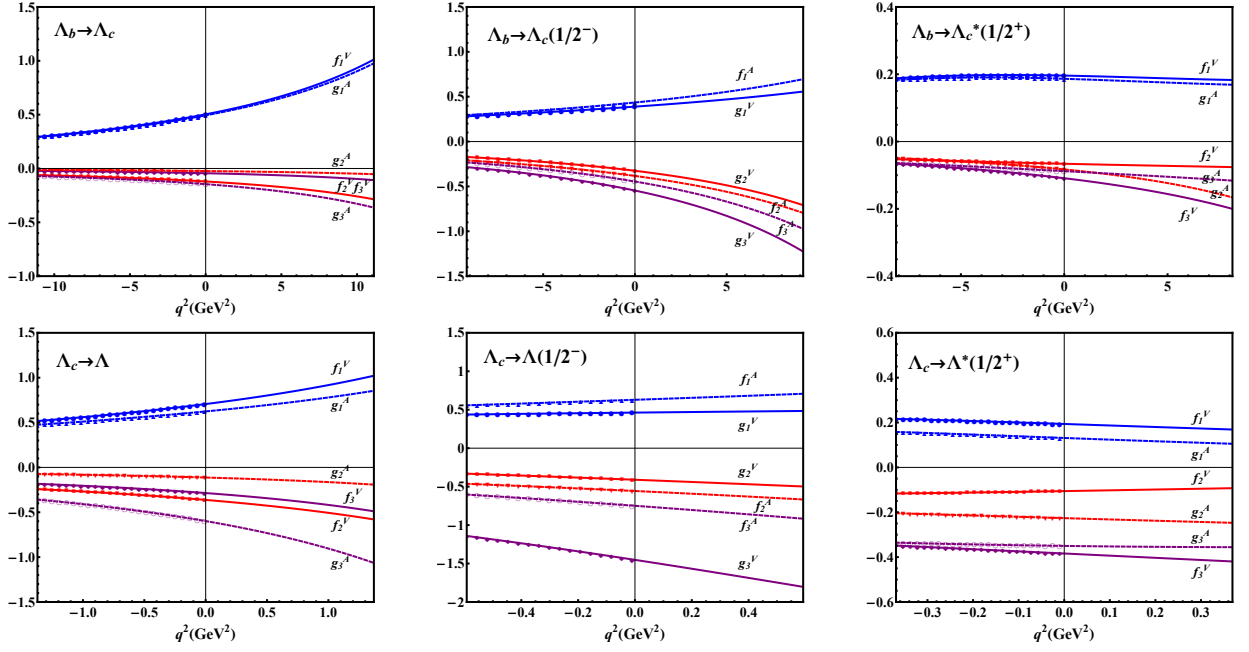 Λb→Λc
1.5
1.0
0.5
0.0
−0.5
−1.0
−10
−5
0
5
10
q²(GeV²)
f₁ⱽ
g₁ᴬ
g₂ᴬ
f₂ⱽ f₃ⱽ
g₃ᴬ
Λb→Λc(1/2⁻)
1.5
1.0
0.5
0.0
−0.5
−1.0
−1.5
−5
0
5
q²(GeV²)
f₁ᴬ
g₁ⱽ
g₂ⱽ
f₂ᴬ
f₃ᴬ
g₃ⱽ
Λb→Λc*(1/2⁺)
0.4
0.2
0.0
−0.2
−0.4
−5
0
5
q²(GeV²)
f₁ⱽ
g₁ᴬ
f₂ⱽ
g₃ᴬ
g₂ᴬ
f₃ⱽ
Λc→Λ
1.5
1.0
0.5
0.0
−0.5
−1.0
−1.5
−1.0
−0.5
0.0
0.5
1.0
q²(GeV²)
f₁ⱽ
g₁ᴬ
g₂ᴬ
f₃ⱽ
f₂ⱽ
g₃ᴬ
Λc→Λ(1/2⁻)
1.5
1.0
0.5
0
−0.5
−1.0
−1.5
−2
−0.4
−0.2
0.0
0.2
0.4
q²(GeV²)
f₁ᴬ
g₁ⱽ
g₂ⱽ
f₂ᴬ
f₃ᴬ
g₃ⱽ
Λc→Λ*(1/2⁺)
0.6
0.4
0.2
0.0
−0.2
−0.4
−0.6
−0.3
−0.2
−0.1
0.0
0.1
0.2
0.3
q²(GeV²)
f₁ⱽ
g₁ᴬ
f₂ⱽ
g₂ᴬ
g₃ᴬ
f₃ⱽ